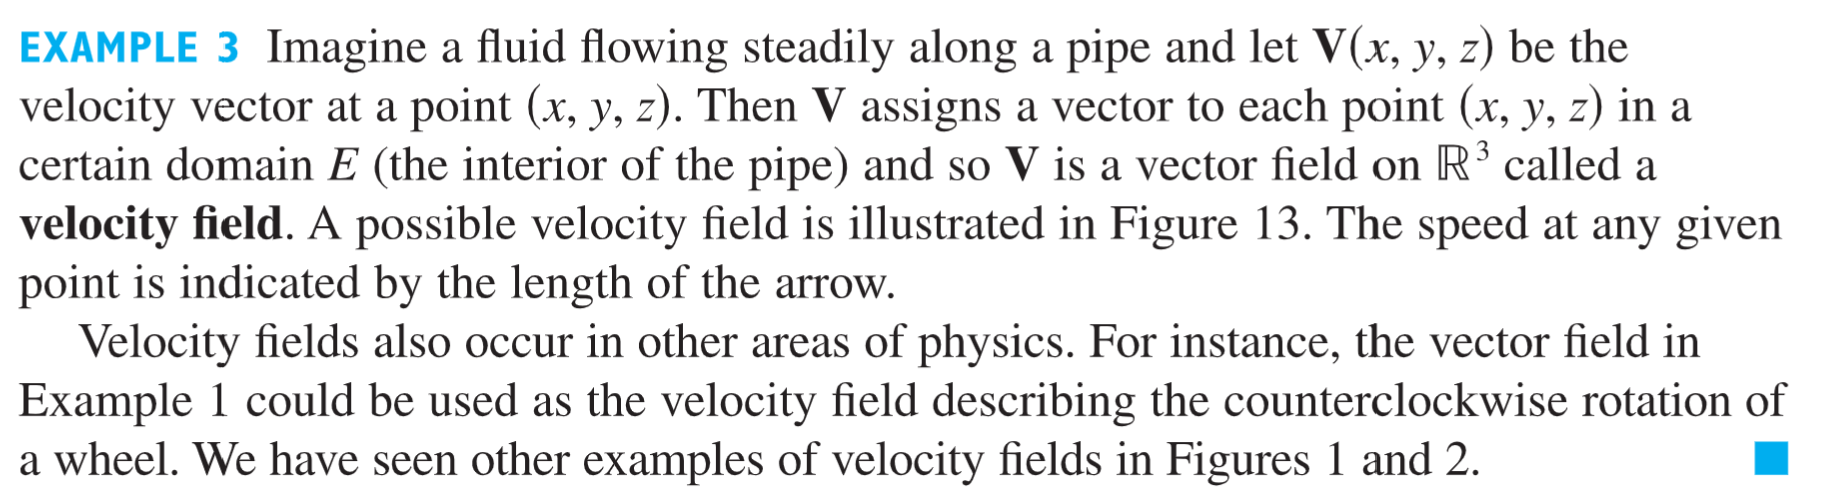 EXAMPLE 3 Imagine a fluid flowing steadily along a pipe and let V(x, y, z) be the
velocity vector at a point (x, y, z). Then V assigns a vector to each point (x, y, z) in a
certain domain E (the interior of the pipe) and so V is a vector field on ℝ³ called a
velocity field. A possible velocity field is illustrated in Figure 13. The speed at any given
point is indicated by the length of the arrow.
Velocity fields also occur in other areas of physics. For instance, the vector field in
Example 1 could be used as the velocity field describing the counterclockwise rotation of
a wheel. We have seen other examples of velocity fields in Figures 1 and 2.